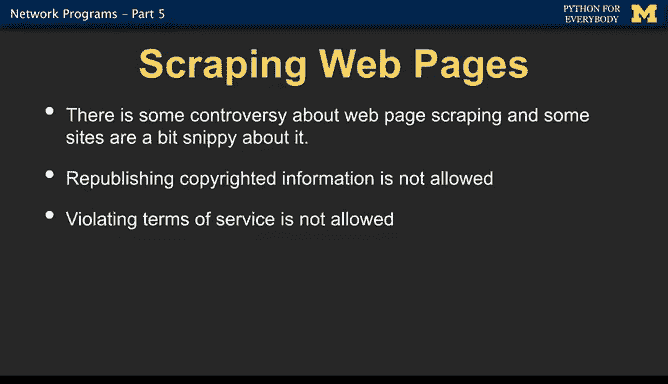 Network Programs – Part 5
PYTHON FOR
EVERYBODY
M
Scraping Web Pages
• There is some controversy about web page scraping and some
sites are a bit snippy about it.
• Republishing copyrighted information is not allowed
• Violating terms of service is not allowed